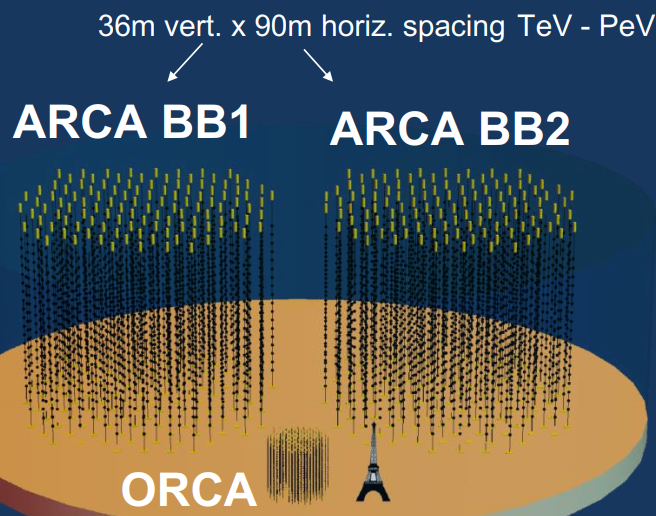 36m vert. x 90m horiz. spacing TeV - PeV
ARCA BB1
ARCA BB2
ORCA